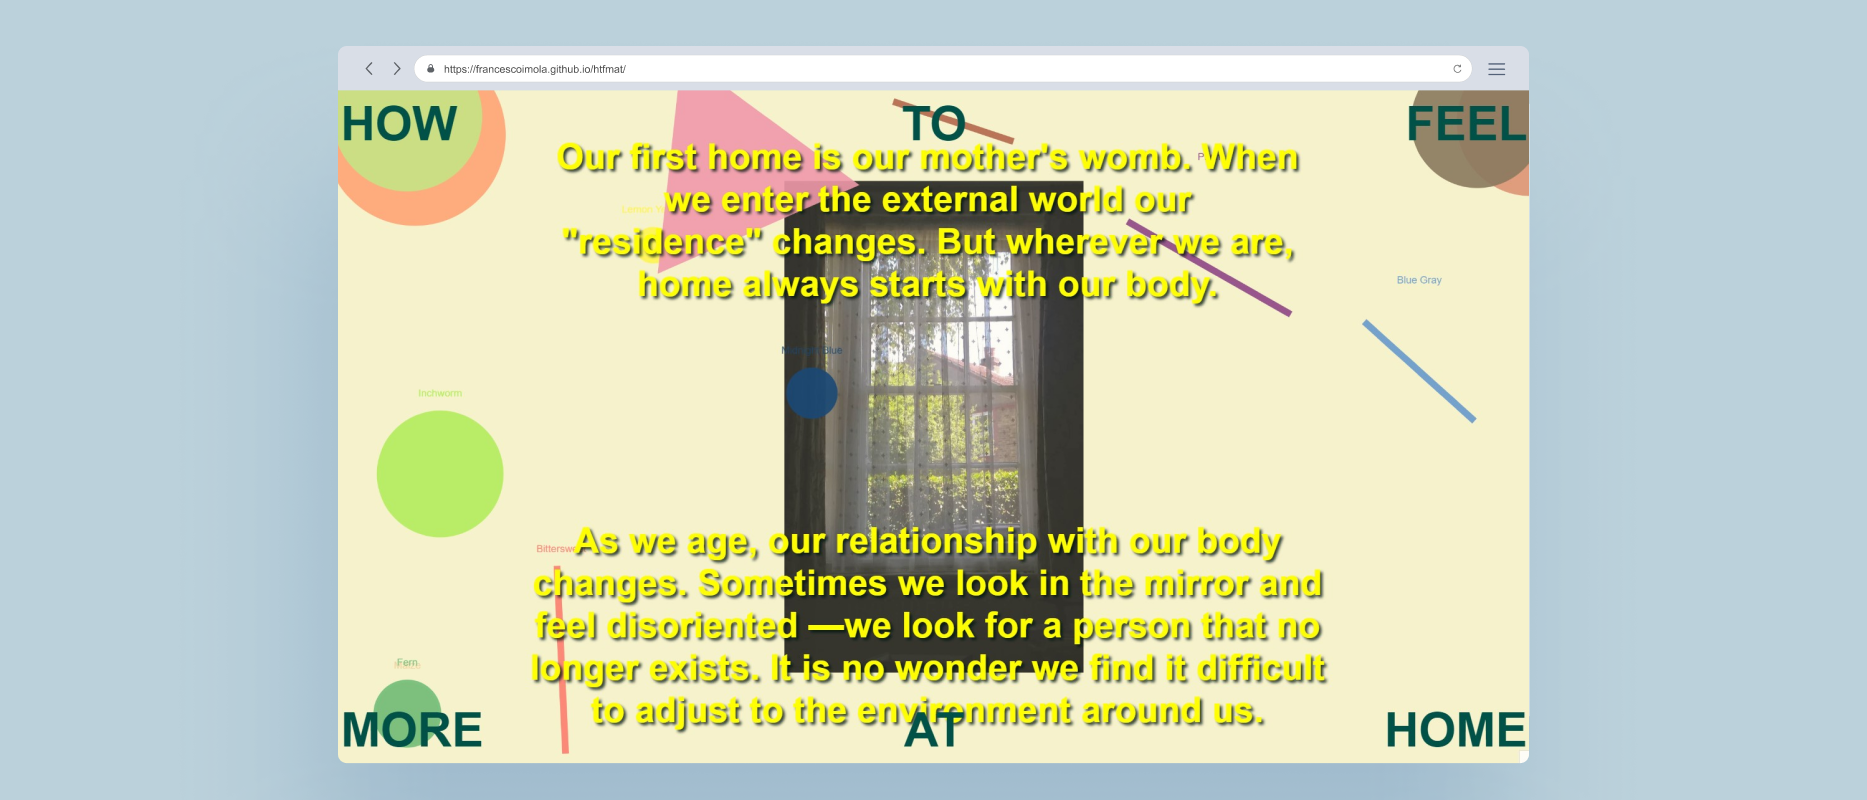 https://francescoimola.github.io/htfmat/
HOW TO FEEL
Our first home is our mother's womb. When
we enter the external world our
"residence" changes. But wherever we are,
home always starts with our body.
Blue Gray
Inchworm
As we age, our relationship with our body
changes. Sometimes we look in the mirror and
feel disoriented —we look for a person that no
longer exists. It is no wonder we find it difficult
to adjust to the environment around us.
Fern
MORE AT HOME